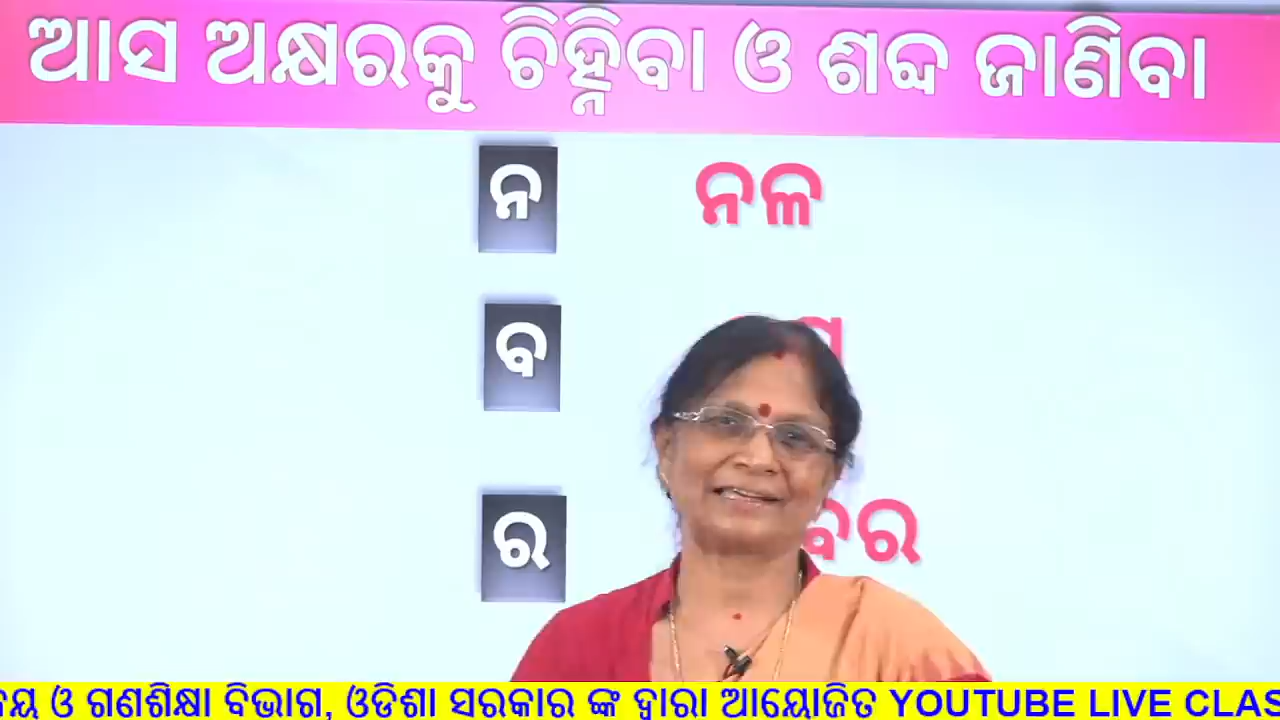 ଆସ ଅକ୍ଷରକୁ ଚିହ୍ନିବା ଓ ଶବ୍ଦ ଜାଣିବା
ନ ନଳ
ବ
ର
ଓ ଗଣଶିକ୍ଷା ବିଭାଗ, ଓଡିଶା ସରକାର ଙ୍କ ଦ୍ୱାରା ଆୟୋଜିତ YOUTUBE LIVE CLAS